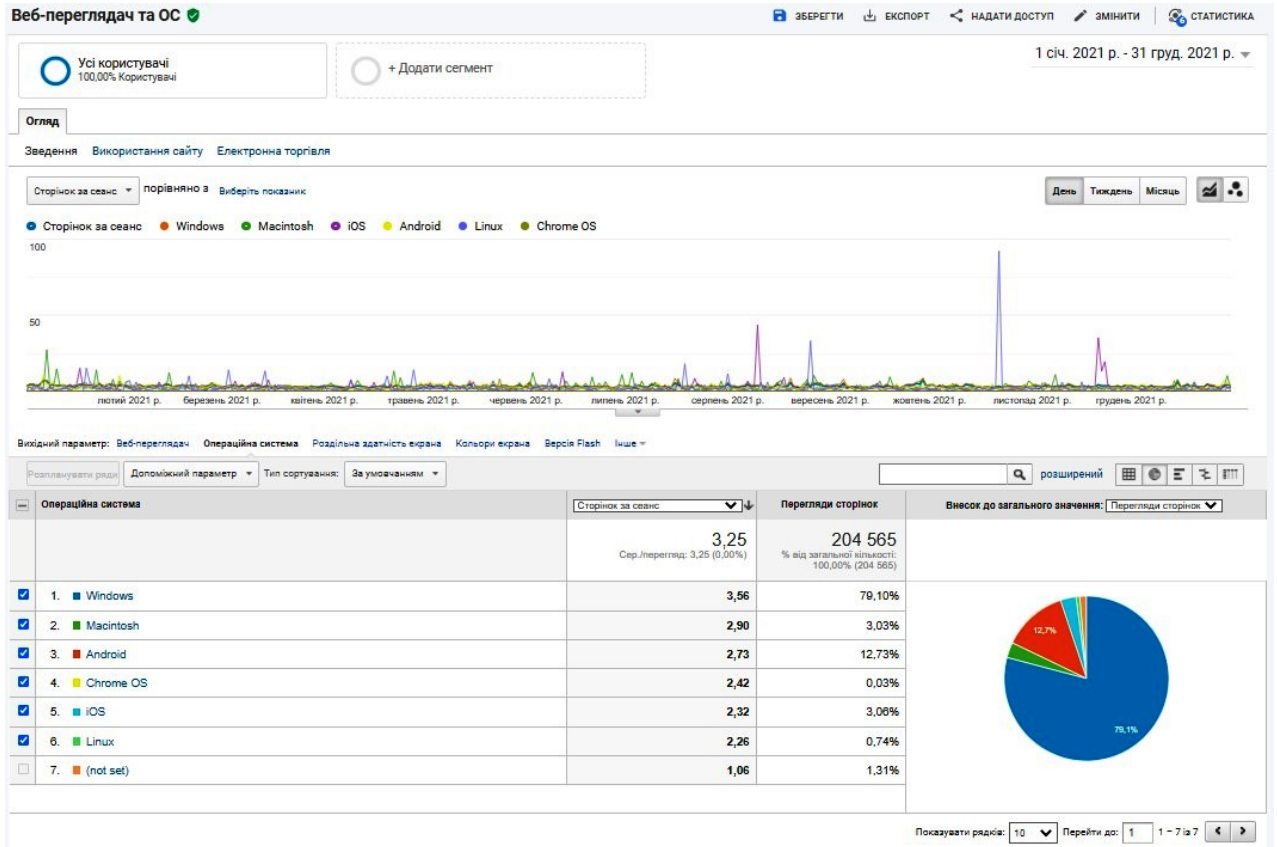 Веб-переглядач та ОС
ЗБЕРЕГТИ ЕКСПОРТ НАДАТИ ДОСТУП ЗМІНИТИ 6 СТАТИСТИКА
Усі користувачі
100,00% Користувачі
+ Додати сегмент
1 січ. 2021 р. - 31 груд. 2021 р.
Огляд
Зведення Використання сайту Електронна торгівля
Сторінок за сеанс порівняно з Виберіть показник
День Тиждень Місяць
Сторінок за сеанс Windows Macintosh iOS Android Linux Chrome OS
100
50
лютий 2021 р. березень 2021 р. квітень 2021 р. травень 2021 р. червень 2021 р. липень 2021 р. серпень 2021 р. вересень 2021 р. жовтень 2021 р. листопад 2021 р. грудень 2021 р.
Вихідний параметр: Веб-переглядач Операційна система Роздільна здатність екрана Кольори екрана Версія Flash Інше
Розпланувати ряди Допоміжний параметр Тип сортування: За умовчанням розширений
Операційна система Сторінок за сеанс Перегляди сторінок Внесок до загального значення: Перегляди сторінок
3,25 204 565
Сер./перегляд: 3,25 (0,00%) % від загальної кількості:
100,00% (204 565)
1. Windows 3,56 79,10%
2. Macintosh 2,90 3,03%
3. Android 2,73 12,73%
4. Chrome OS 2,42 0,03%
5. iOS 2,32 3,06%
6. Linux 2,26 0,74%
7. (not set) 1,06 1,31%
12,7%
79,1%
Показувати рядків: 10 Перейти до: 1 1 – 7 із 7